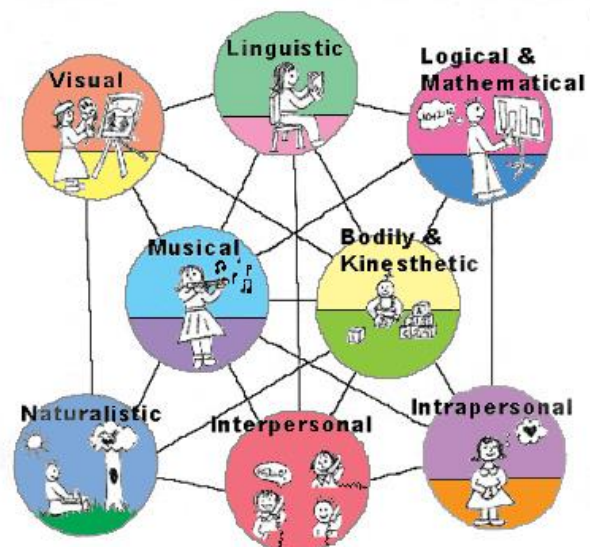 Linguistic
Visual
Logical &
Mathematical
Musical
Bodily &
Kinesthetic
Naturalistic
Interpersonal
Intrapersonal